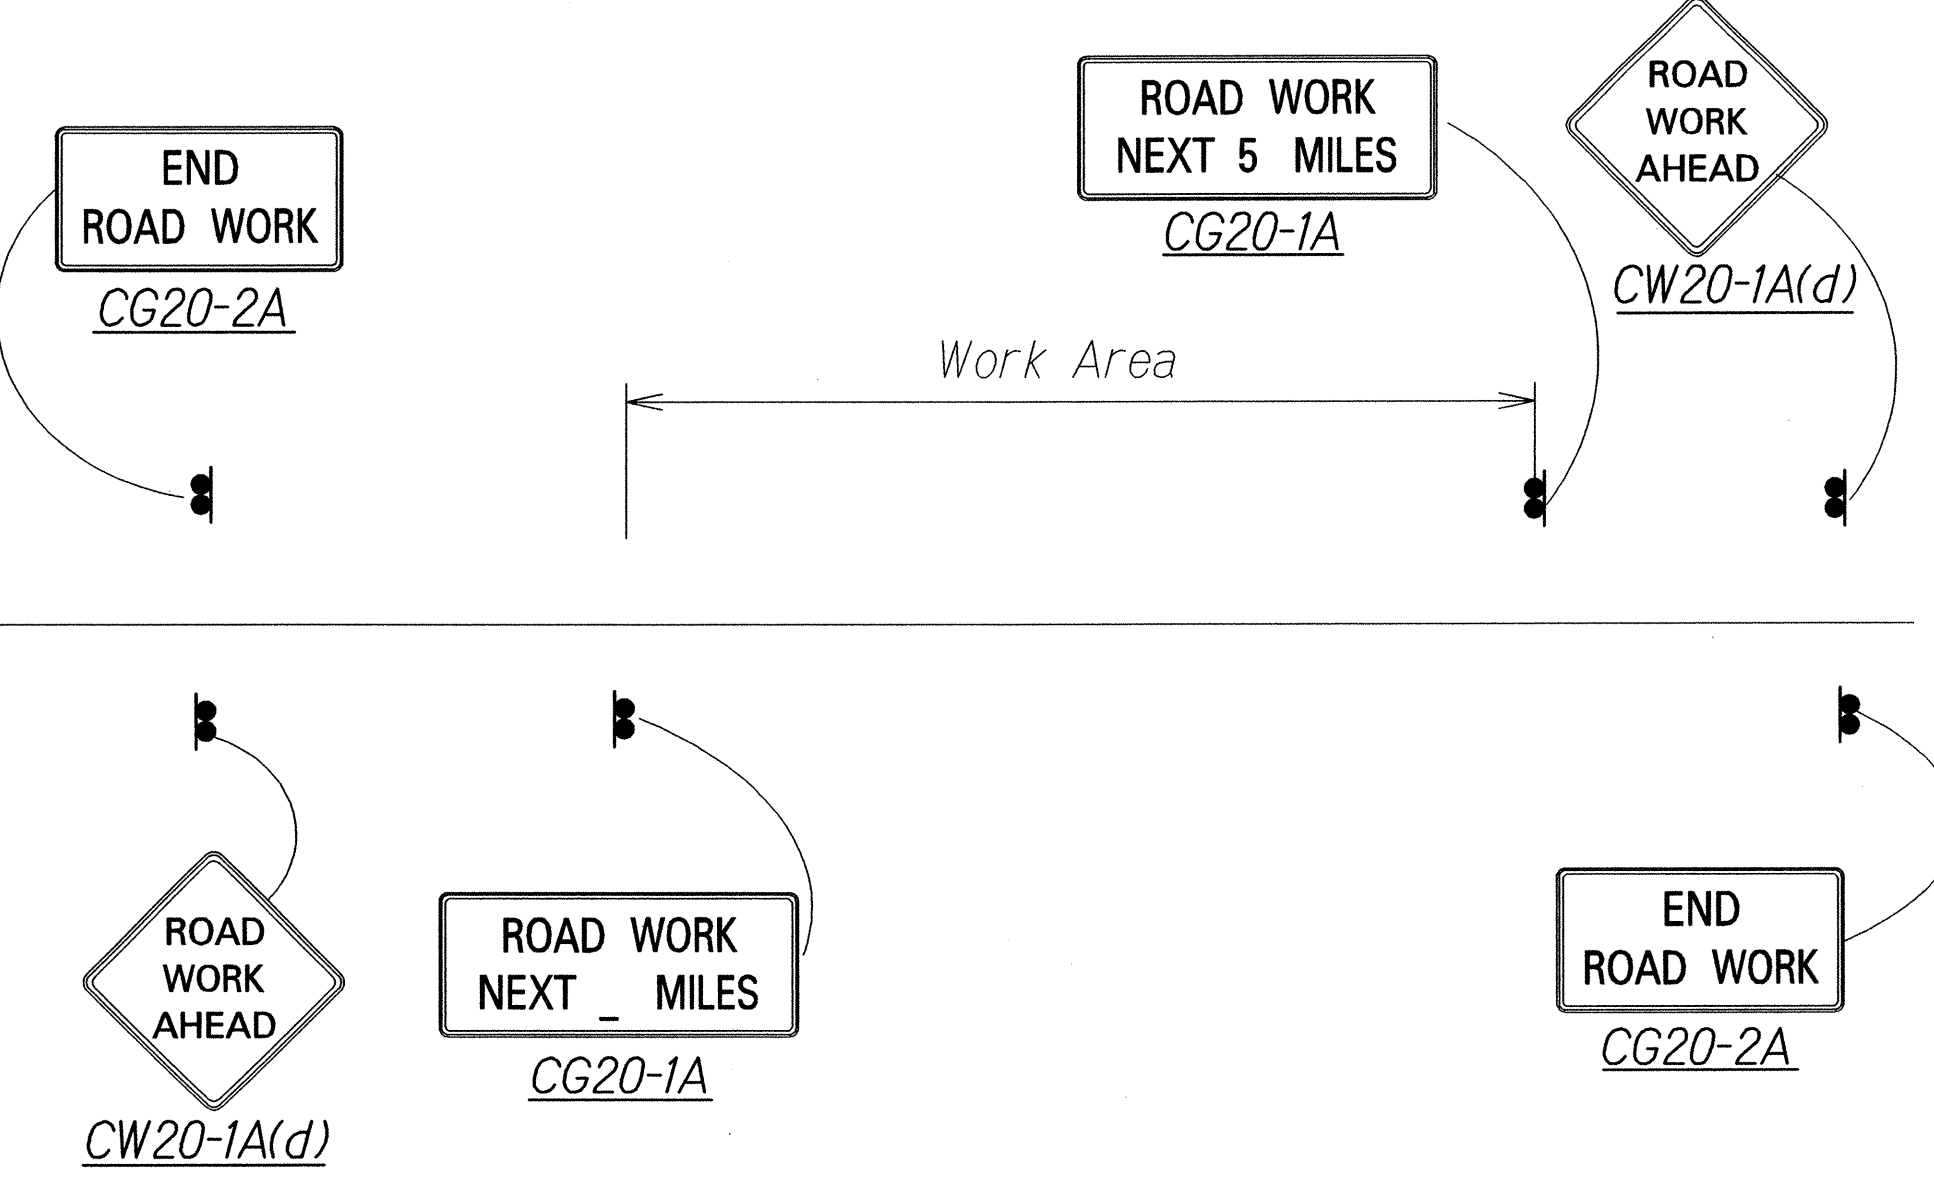 END
ROAD WORK
CG20-2A
ROAD WORK
NEXT 5 MILES
CG20-1A
ROAD
WORK
AHEAD
CW20-1A(d)
Work Area
ROAD
WORK
AHEAD
CW20-1A(d)
ROAD WORK
NEXT _ MILES
CG20-1A
END
ROAD WORK
CG20-2A